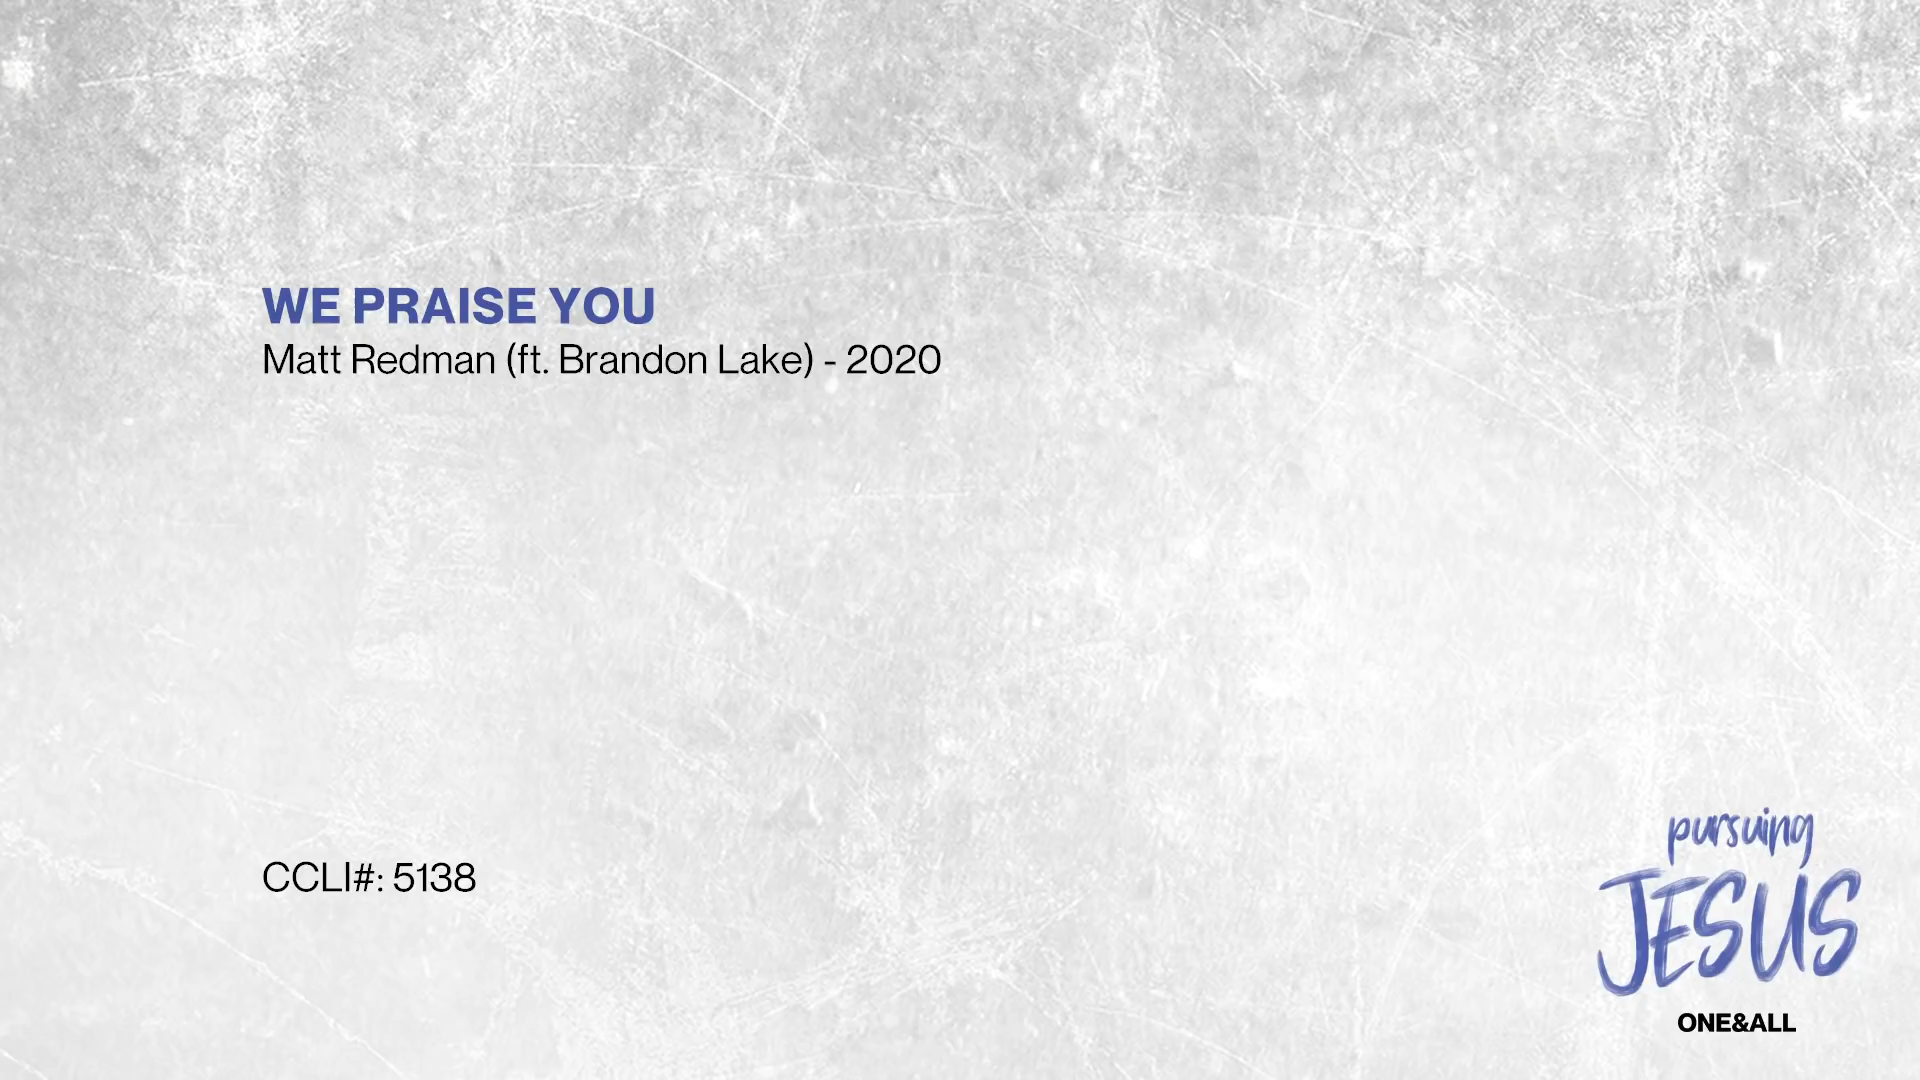 WE PRAISE YOU
Matt Redman (ft. Brandon Lake) - 2020
CCLI#: 5138
pursuing
JESUS
ONE&ALL